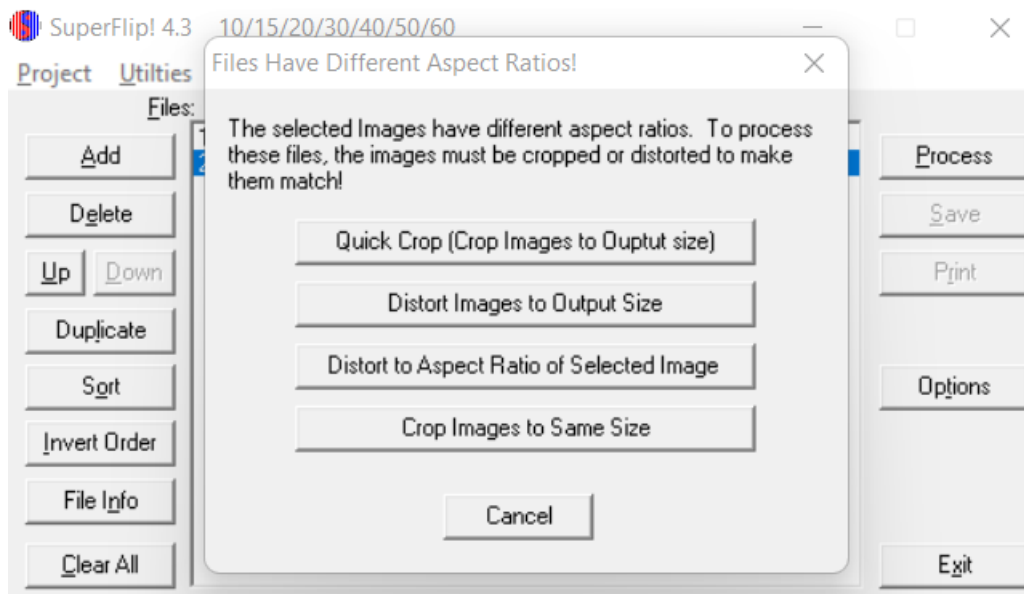 SuperFlip! 4.3 10/15/20/30/40/50/60
Files Have Different Aspect Ratios!
Project Utilties
Files:
The selected Images have different aspect ratios. To process
these files, the images must be cropped or distorted to make
them match!
Add
Delete
Up Down
Duplicate
Sort
Invert Order
File Info
Clear All
Quick Crop (Crop Images to Ouptut size)
Distort Images to Output Size
Distort to Aspect Ratio of Selected Image
Crop Images to Same Size
Cancel
Process
Save
Print
Options
Exit